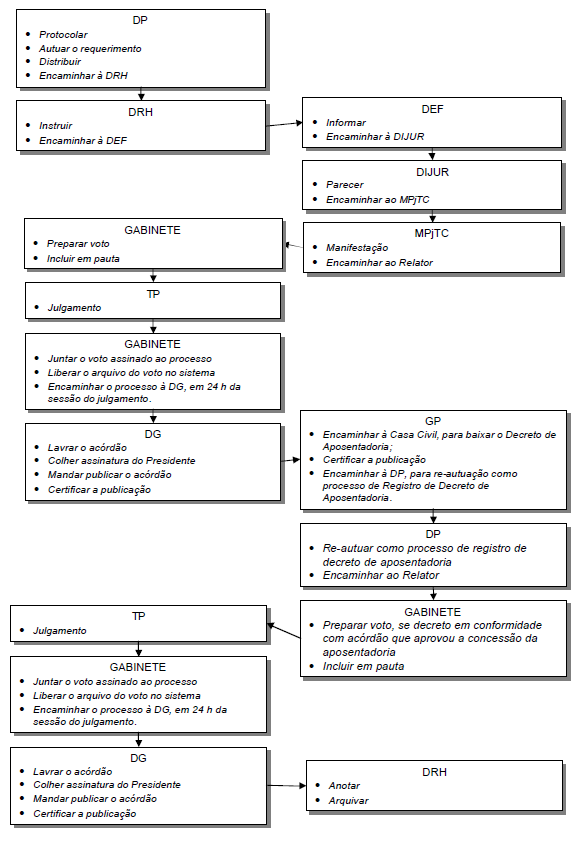 DP
• Protocolar
• Autuar o requerimento
• Distribuir
• Encaminhar à DRH
DRH
• Instruir
• Encaminhar à DEF
DEF
• Informar
• Encaminhar à DIJUR
DIJUR
• Parecer
• Encaminhar ao MPjTC
MPjTC
• Manifestação
• Encaminhar ao Relator
GABINETE
• Preparar voto
• Incluir em pauta
TP
• Julgamento
GABINETE
• Juntar o voto assinado ao processo
• Liberar o arquivo do voto no sistema
• Encaminhar o processo à DG, em 24 h da
sessão do julgamento.
DG
• Lavrar o acórdão
• Colher assinatura do Presidente
• Mandar publicar o acórdão
• Certificar a publicação
GP
• Encaminhar à Casa Civil, para baixar o Decreto de
Aposentadoria;
• Certificar a publicação
• Encaminhar à DP, para re-autuação como
processo de Registro de Decreto de
Aposentadoria.
DP
• Re-autuar como processo de registro de
decreto de aposentadoria
• Encaminhar ao Relator
GABINETE
• Preparar voto, se decreto em conformidade
com acórdão que aprovou a concessão da
aposentadoria
• Incluir em pauta
TP
• Julgamento
GABINETE
• Juntar o voto assinado ao processo
• Liberar o arquivo do voto no sistema
• Encaminhar o processo à DG, em 24 h da
sessão do julgamento.
DG
• Lavrar o acórdão
• Colher assinatura do Presidente
• Mandar publicar o acórdão
• Certificar a publicação
DRH
• Anotar
• Arquivar